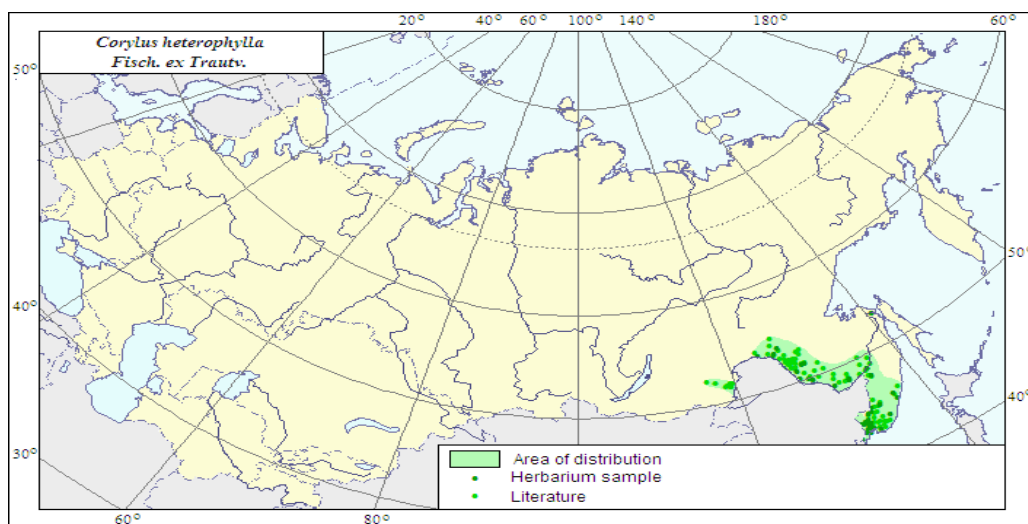 20° 40° 60° 100° 140° 180° 60°
Corylus heterophylla
Fisch. ex Trautv.
50°
50°
40°
40°
30°
Area of distribution
Herbarium sample
Literature
60° 80°